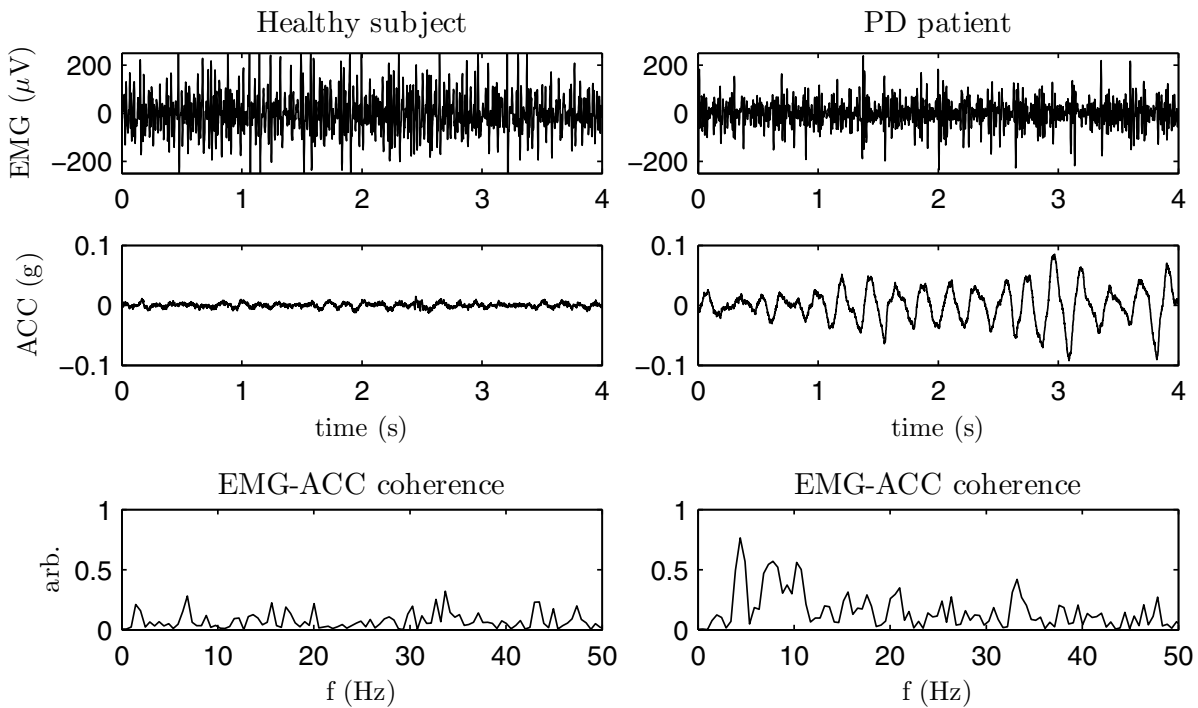 Healthy subject
PD patient
EMG (μV)
200
0
−200
0 1 2 3 4
200
0
−200
0 1 2 3 4
ACC (g)
0.1
0
−0.1
0 1 2 3 4
time (s)
0.1
0
−0.1
0 1 2 3 4
time (s)
EMG-ACC coherence
EMG-ACC coherence
arb.
1
0.5
0
0 10 20 30 40 50
f (Hz)
1
0.5
0
0 10 20 30 40 50
f (Hz)